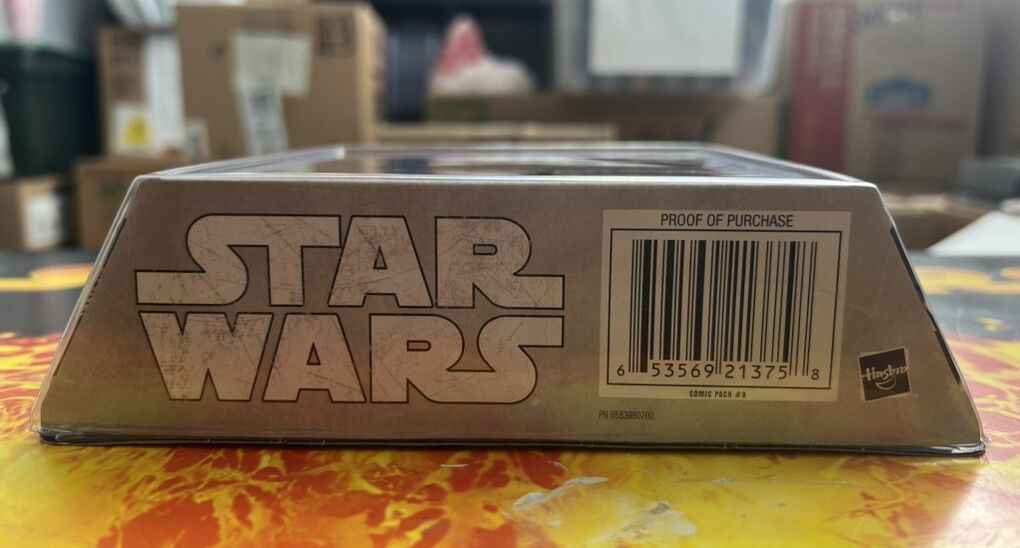 STAR
WARS
PROOF OF PURCHASE
6 53569 21375 8
COMIC PACK #8
PN 6583980700
Hasbro